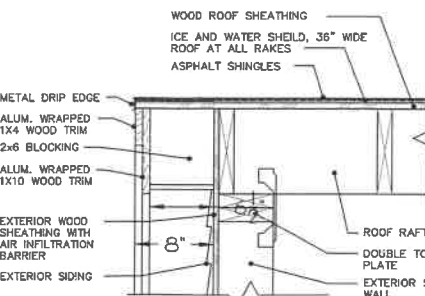 WOOD ROOF SHEATHING
ICE AND WATER SHEILD, 36" WIDE
ROOF AT ALL RAKES
ASPHALT SHINGLES
METAL DRIP EDGE
ALUM. WRAPPED
1X4 WOOD TRIM
2x6 BLOCKING
ALUM. WRAPPED
1X10 WOOD TRIM
EXTERIOR WOOD
SHEATHING WITH
AIR INFILTRATION
BARRIER
EXTERIOR SIDING
8"
ROOF RAFT
DOUBLE TO
PLATE
EXTERIOR S
WALL